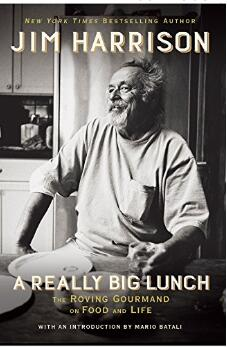 New York Times Bestselling Author
JIM HARRISON
A REALLY BIG LUNCH
The Roving Gourmand
on Food and Life
WITH AN INTRODUCTION BY MARIO BATALI